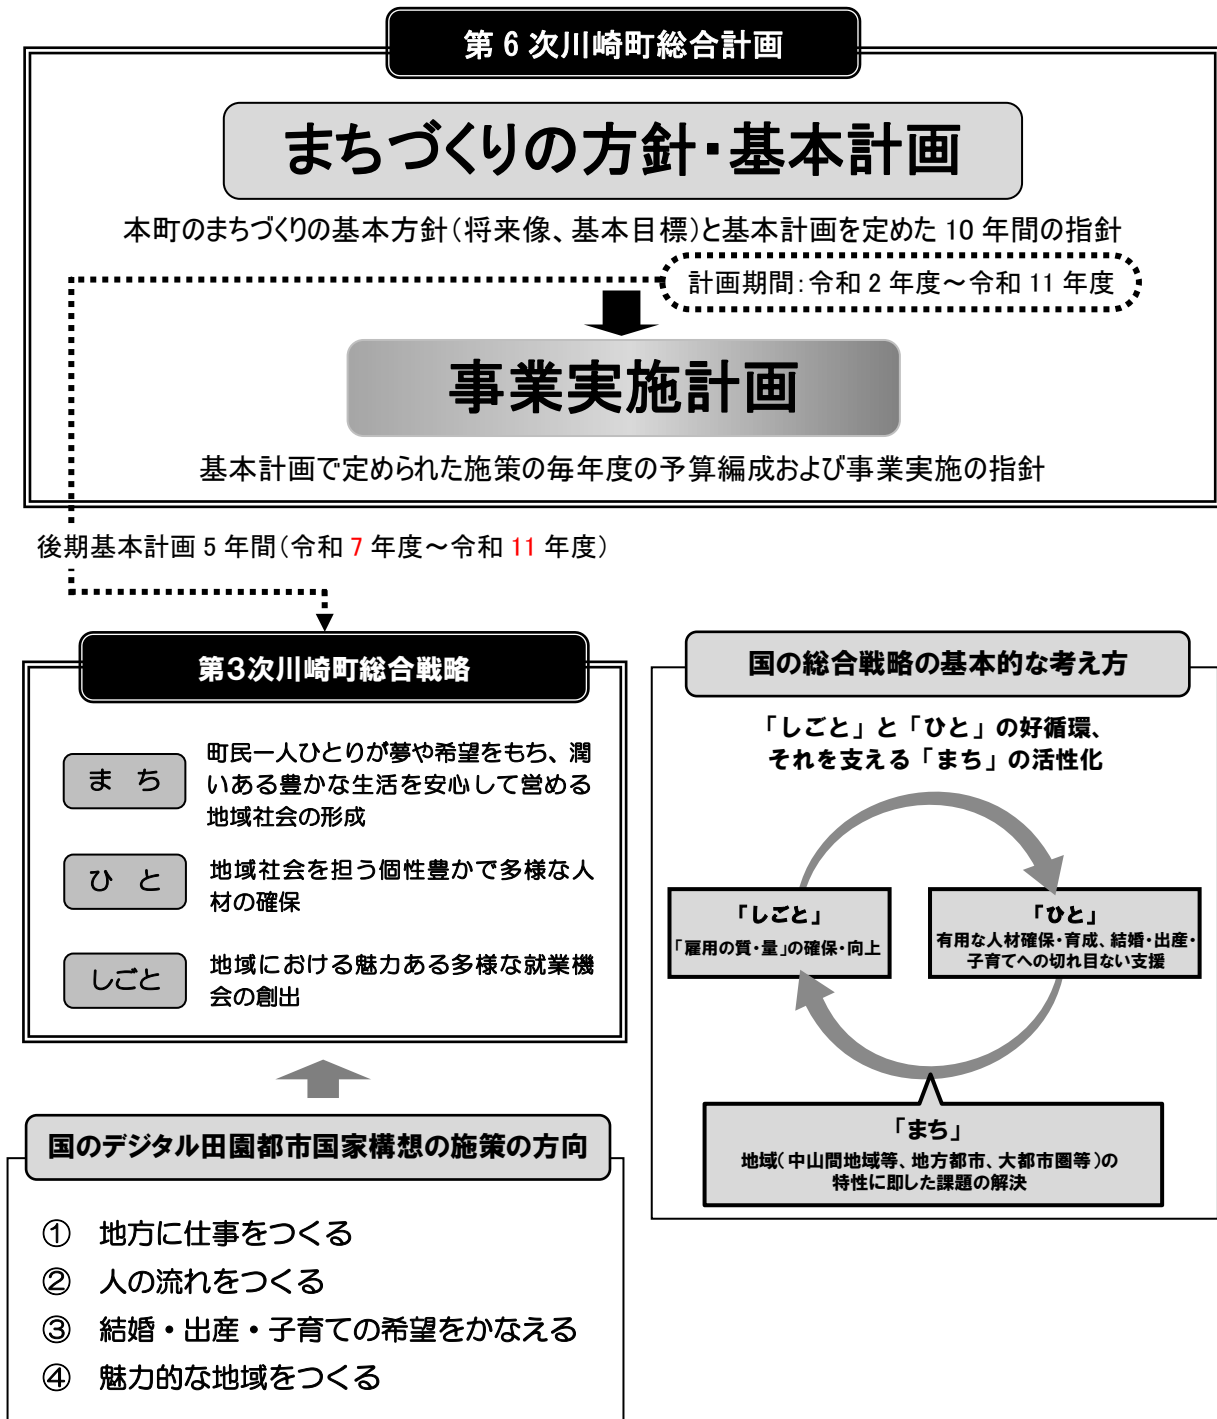 第6次川崎町総合計画
まちづくりの方針・基本計画
本町のまちづくりの基本方針（将来像、基本目標）と基本計画を定めた 10 年間の指針
計画期間：令和 2 年度～令和 11 年度
事業実施計画
基本計画で定められた施策の毎年度の予算編成および事業実施の指針
後期基本計画 5 年間（令和 7 年度～令和 11 年度）
第3次川崎町総合戦略
ま　ち
町民一人ひとりが夢や希望をもち、潤
いある豊かな生活を安心して営める
地域社会の形成
ひ　と
地域社会を担う個性豊かで多様な人
材の確保
しごと
地域における魅力ある多様な就業機
会の創出
国の総合戦略の基本的な考え方
「しごと」と「ひと」の好循環、
それを支える「まち」の活性化
「しごと」
「雇用の質・量」の確保・向上
「ひと」
有用な人材確保・育成、結婚・出産・
子育てへの切れ目ない支援
「まち」
地域（中山間地域等、地方都市、大都市圏等）の
特性に即した課題の解決
国のデジタル田園都市国家構想の施策の方向
①　地方に仕事をつくる
②　人の流れをつくる
③　結婚・出産・子育ての希望をかなえる
④　魅力的な地域をつくる